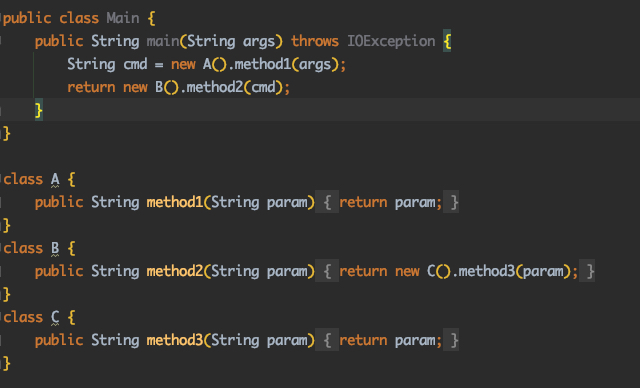 public class Main {
public String main(String args) throws IOException {
String cmd = new A().method1(args);
return new B().method2(cmd);
}
}
class A {
public String method1(String param) { return param; }
}
class B {
public String method2(String param) { return new C().method3(param); }
}
class C {
public String method3(String param) { return param; }
}